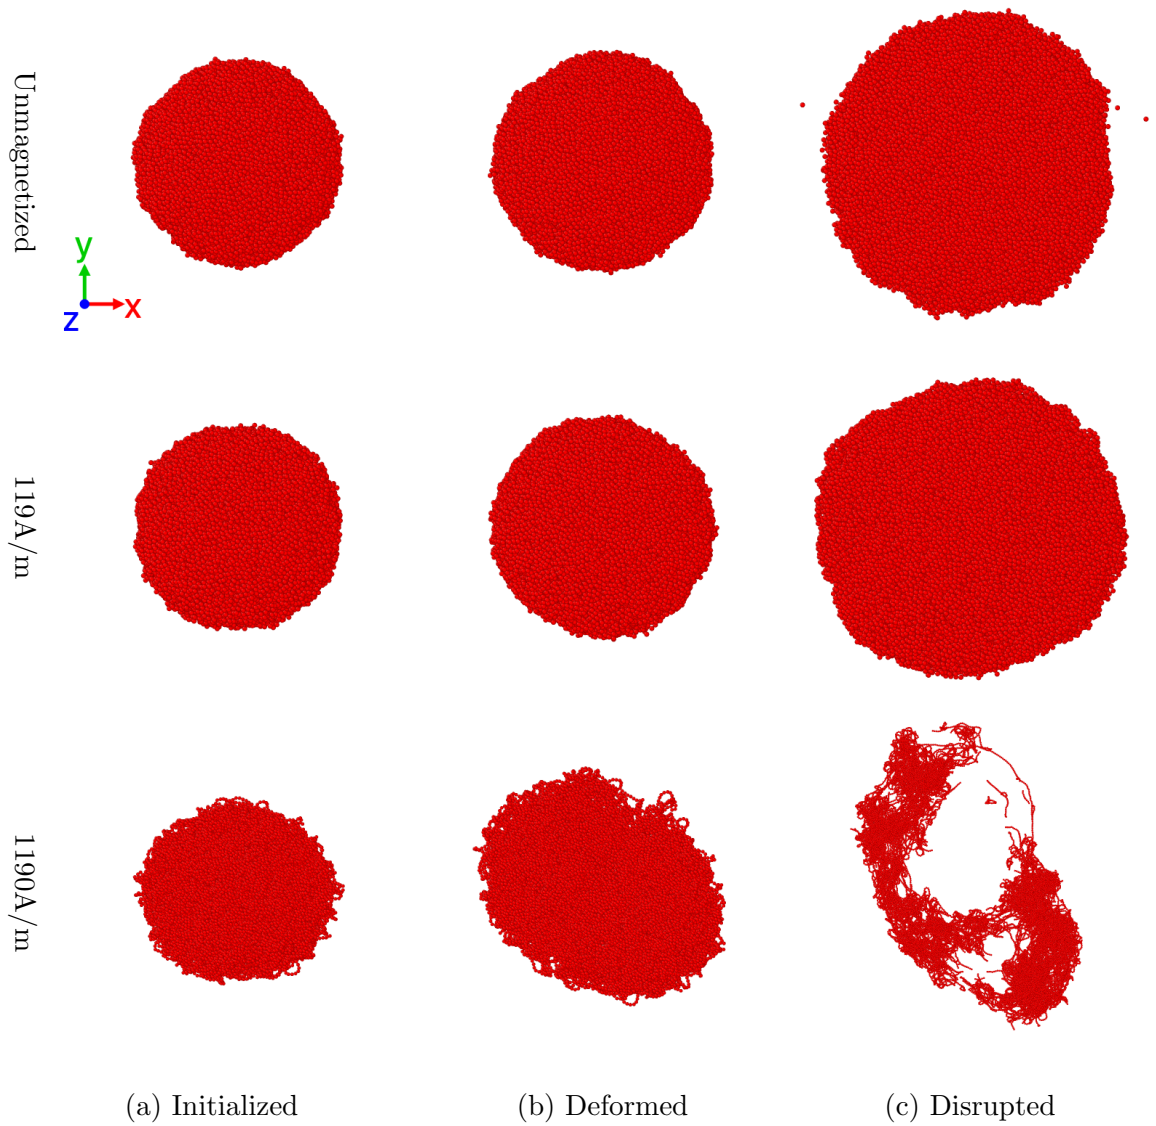 Unmagnetized
y
z
x
119A/m
1190A/m
(a) Initialized
(b) Deformed
(c) Disrupted